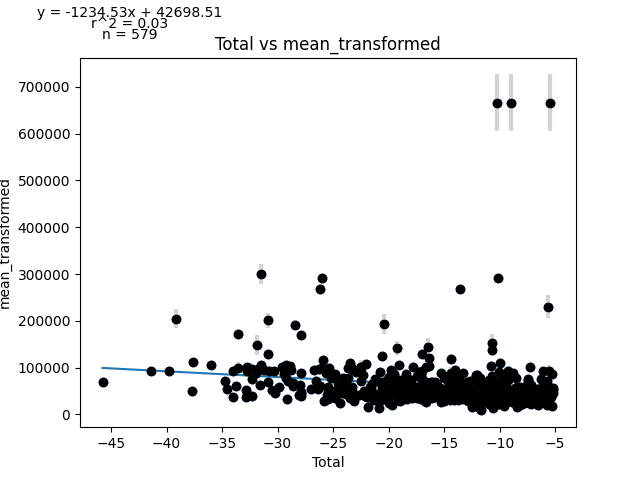 y = -1234.53x + 42698.51
r^2 = 0.03
n = 579
Total vs mean_transformed
mean_transformed
700000
600000
500000
400000
300000
200000
100000
0
−45 −40 −35 −30 −25 −20 −15 −10 −5
Total